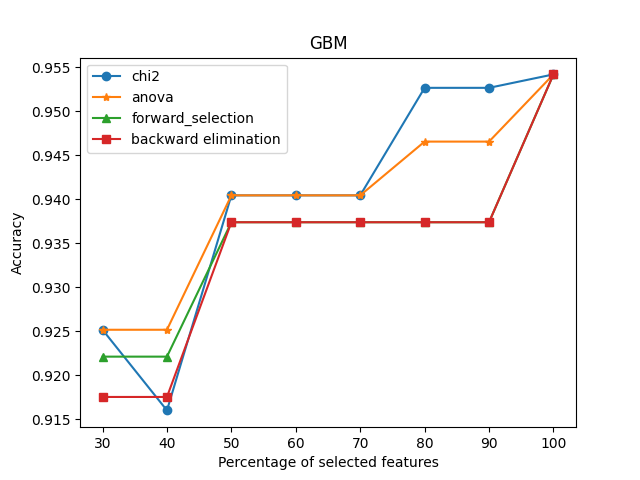 GBM
chi2
anova
forward_selection
backward elimination
Accuracy
0.955
0.950
0.945
0.940
0.935
0.930
0.925
0.920
0.915
30 40 50 60 70 80 90 100
Percentage of selected features